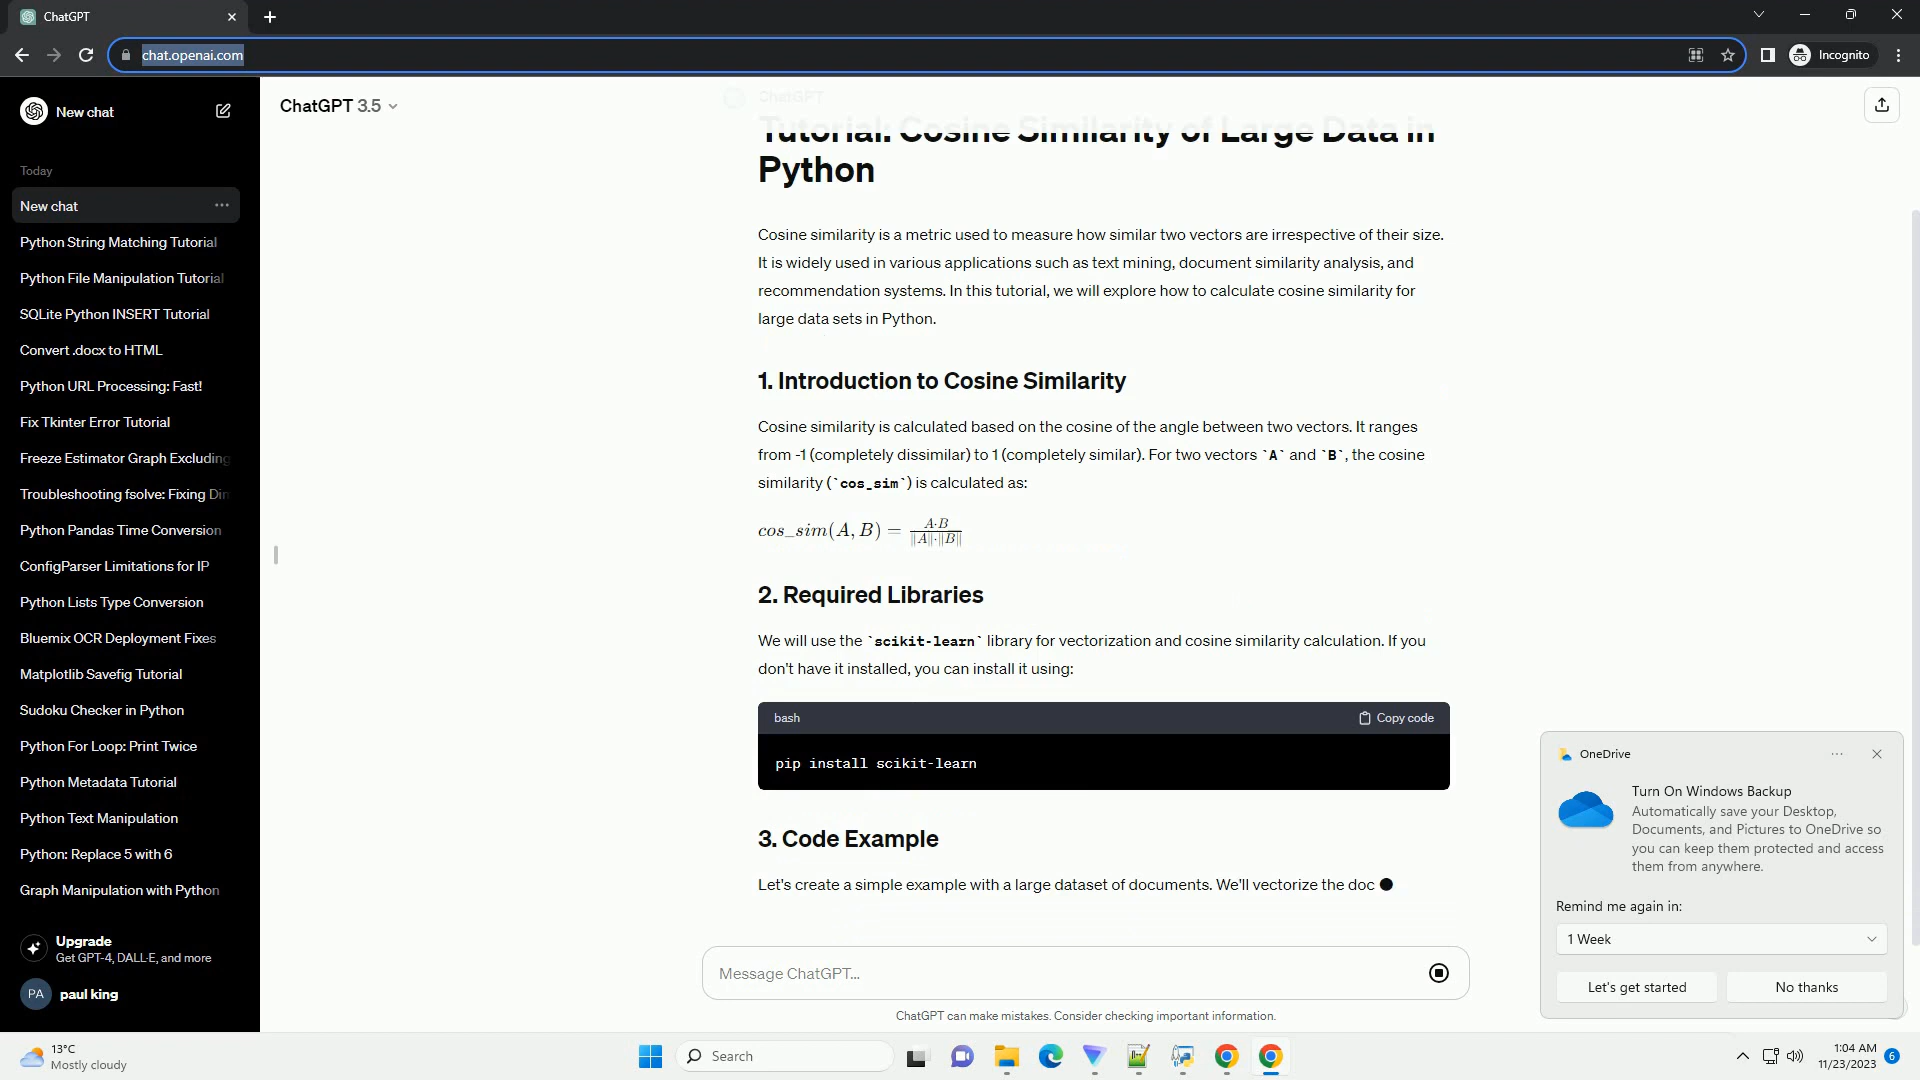 ChatGPT
chat.openai.com
Incognito
New chat
ChatGPT 3.5
ChatGPT
Today
New chat
Python String Matching Tutorial
Python File Manipulation Tutorial
SQLite Python INSERT Tutorial
Convert .docx to HTML
Python URL Processing: Fast!
Fix Tkinter Error Tutorial
Freeze Estimator Graph Excluding
Troubleshooting fsolve: Fixing Dim
Python Pandas Time Conversion
ConfigParser Limitations for IP
Python Lists Type Conversion
Bluemix OCR Deployment Fixes
Matplotlib Savefig Tutorial
Sudoku Checker in Python
Python For Loop: Print Twice
Python Metadata Tutorial
Python Text Manipulation
Python: Replace 5 with 6
Graph Manipulation with Python
Upgrade
Get GPT-4, DALL·E, and more
PA paul king
Tutorial: Cosine Similarity of Large Data in
Python
Cosine similarity is a metric used to measure how similar two vectors are irrespective of their size.
It is widely used in various applications such as text mining, document similarity analysis, and
recommendation systems. In this tutorial, we will explore how to calculate cosine similarity for
large data sets in Python.
1. Introduction to Cosine Similarity
Cosine similarity is calculated based on the cosine of the angle between two vectors. It ranges
from -1 (completely dissimilar) to 1 (completely similar). For two vectors `A` and `B`, the cosine
similarity (`cos_sim`) is calculated as:
cos_sim(A, B) = A·B / ‖A‖·‖B‖
2. Required Libraries
We will use the `scikit-learn` library for vectorization and cosine similarity calculation. If you
don't have it installed, you can install it using:
bash
Copy code
pip install scikit-learn
3. Code Example
Let's create a simple example with a large dataset of documents. We'll vectorize the doc
Message ChatGPT...
ChatGPT can make mistakes. Consider checking important information.
OneDrive
Turn On Windows Backup
Automatically save your Desktop,
Documents, and Pictures to OneDrive so
you can keep them protected and access
them from anywhere.
Remind me again in:
1 Week
Let's get started
No thanks
13°C
Mostly cloudy
Search
1:04 AM
11/23/2023
6